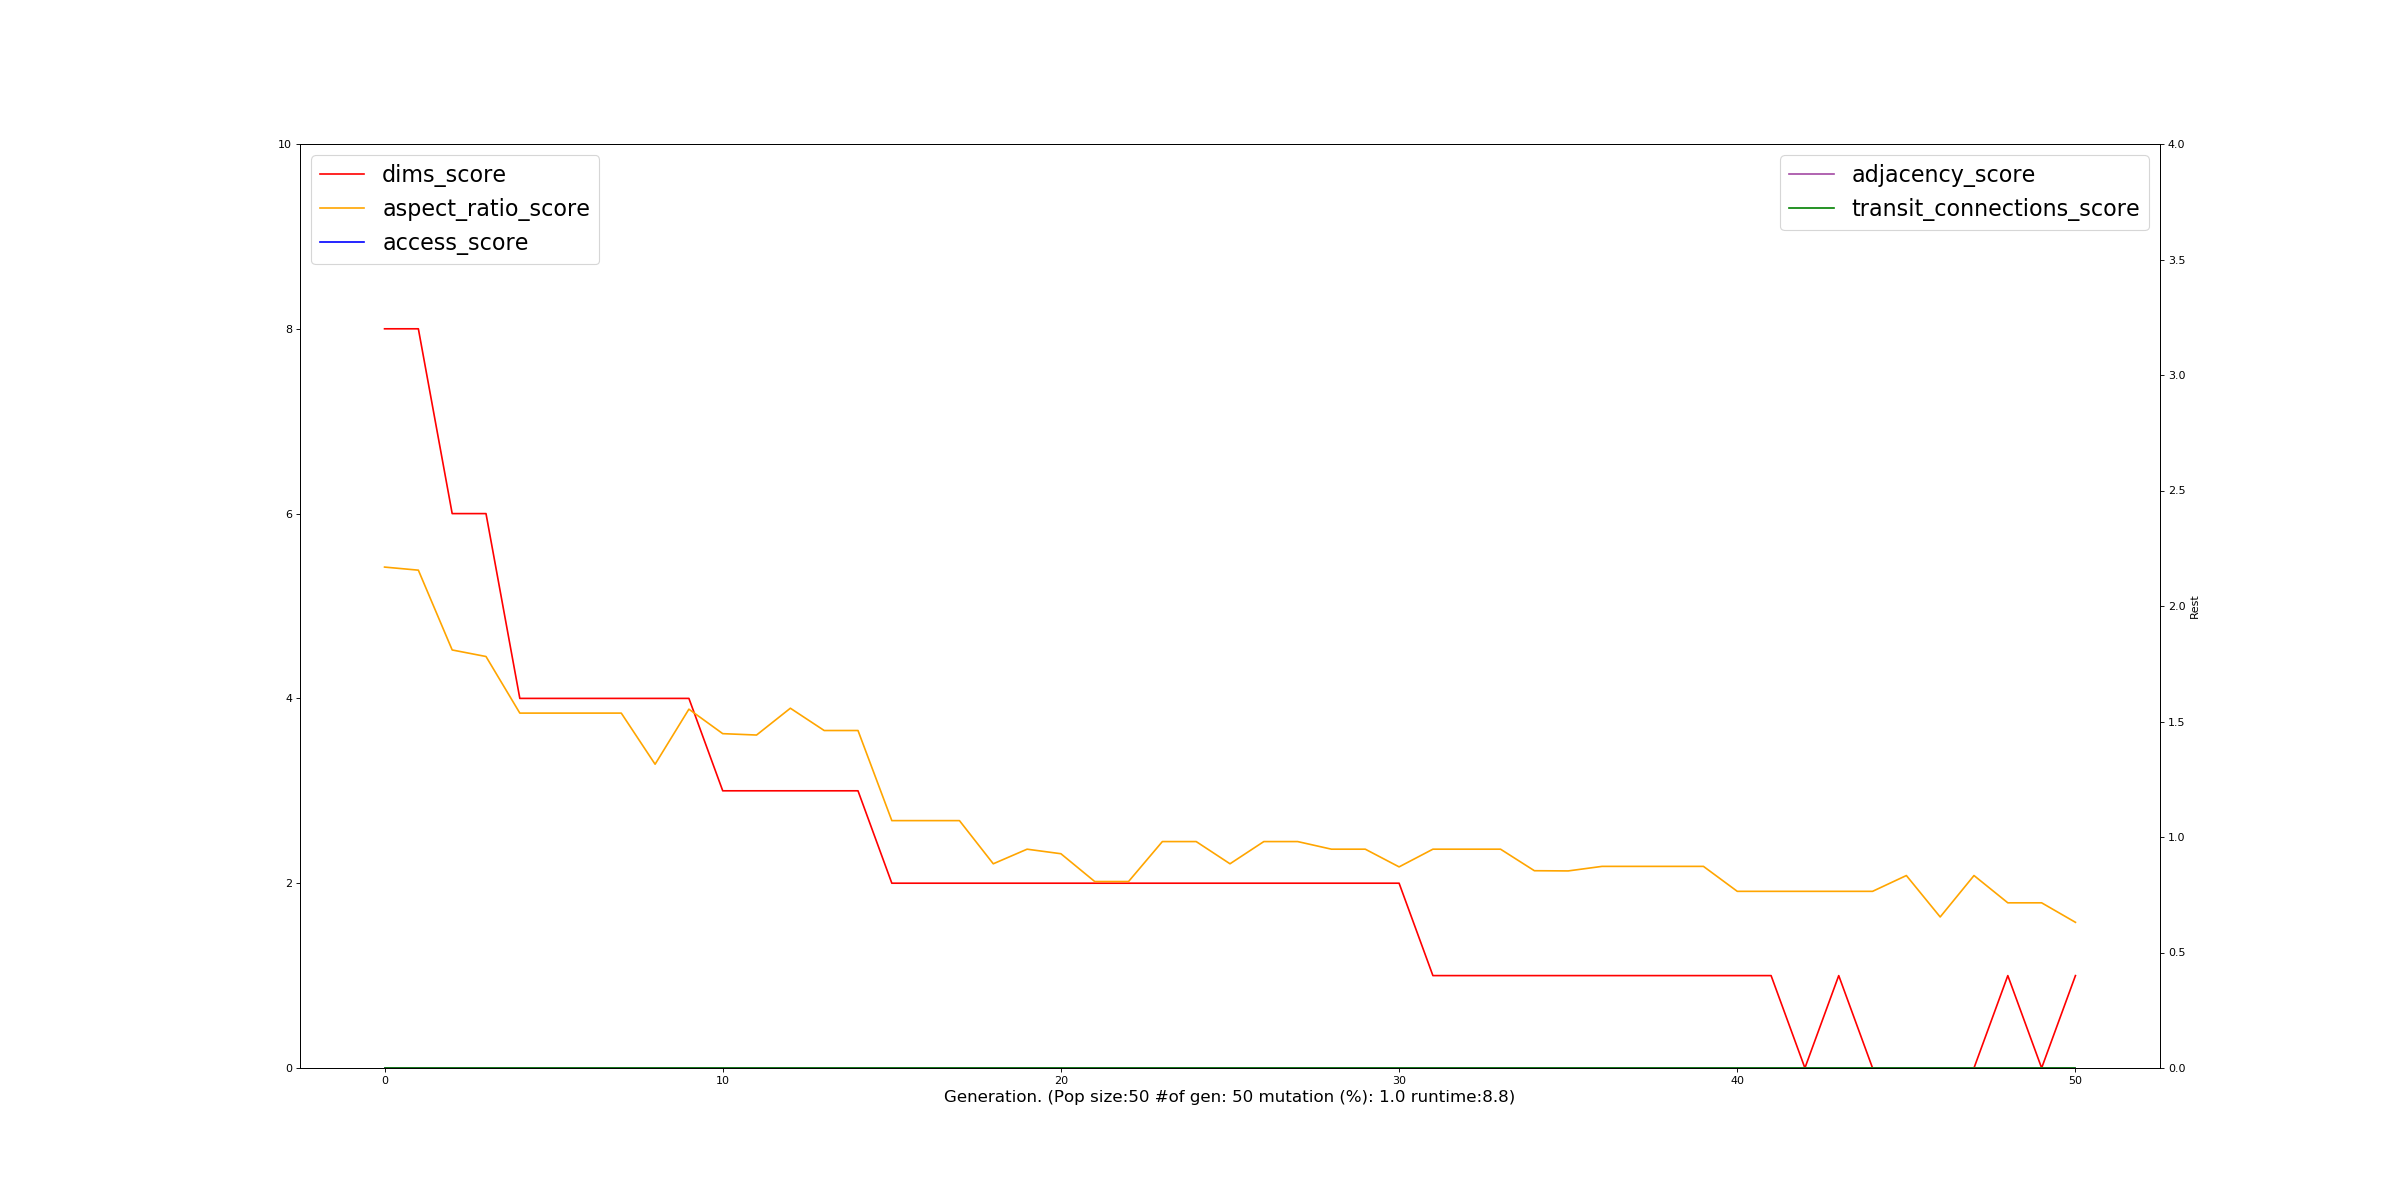 10
8
6
4
2
0
dims_score
aspect_ratio_score
access_score
adjacency_score
transit_connections_score
4.0
3.5
3.0
2.5
2.0
1.5
1.0
0.5
0.0
Rest
0 10 20 30 40 50
Generation. (Pop size:50 #of gen: 50 mutation (%): 1.0 runtime:8.8)